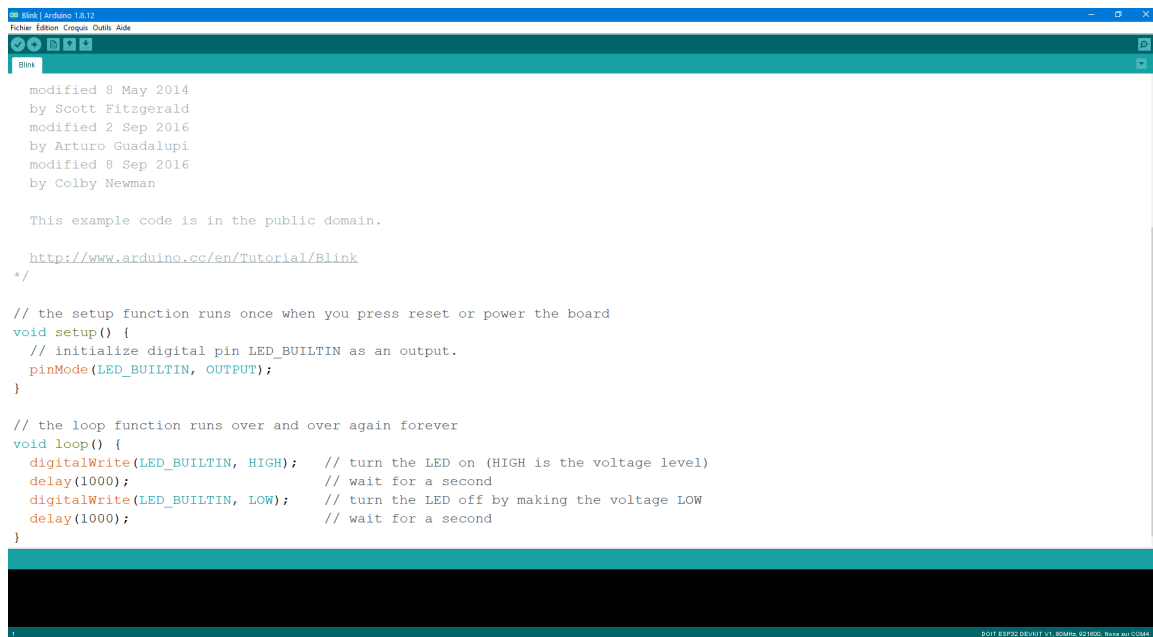 Blink | Arduino 1.8.12
Fichier Édition Croquis Outils Aide
Blink
modified 8 May 2014
by Scott Fitzgerald
modified 2 Sep 2016
by Arturo Guadalupi
modified 8 Sep 2016
by Colby Newman
This example code is in the public domain.
http://www.arduino.cc/en/Tutorial/Blink
*/
// the setup function runs once when you press reset or power the board
void setup() {
// initialize digital pin LED_BUILTIN as an output.
pinMode(LED_BUILTIN, OUTPUT);
}
// the loop function runs over and over again forever
void loop() {
digitalWrite(LED_BUILTIN, HIGH);   // turn the LED on (HIGH is the voltage level)
delay(1000);                       // wait for a second
digitalWrite(LED_BUILTIN, LOW);    // turn the LED off by making the voltage LOW
delay(1000);                       // wait for a second
}
1 DOIT ESP32 DEVKIT V1, 80MHz, 921600, None sur COM4